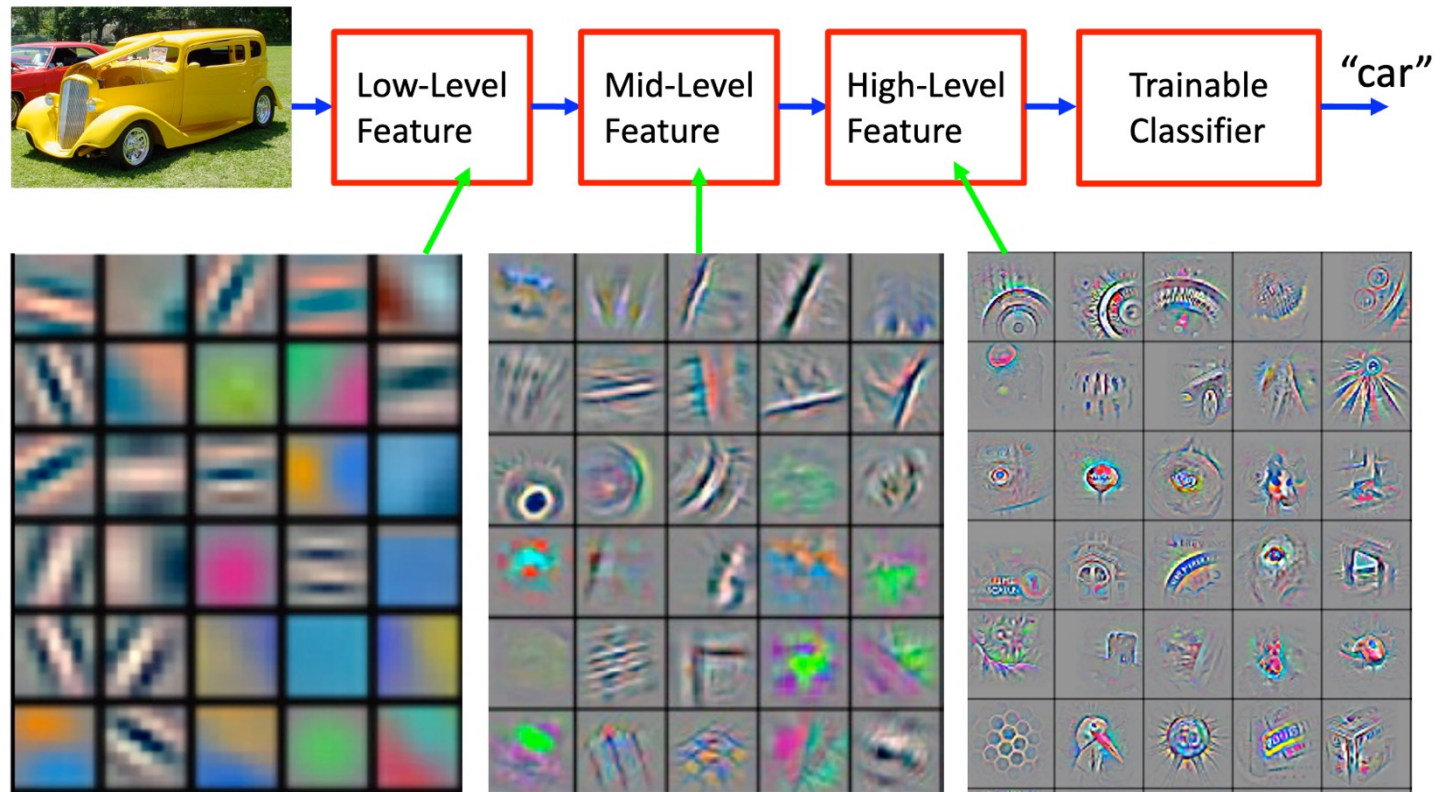 Low-Level
Feature
Mid-Level
Feature
High-Level
Feature
Trainable
Classifier
“car”